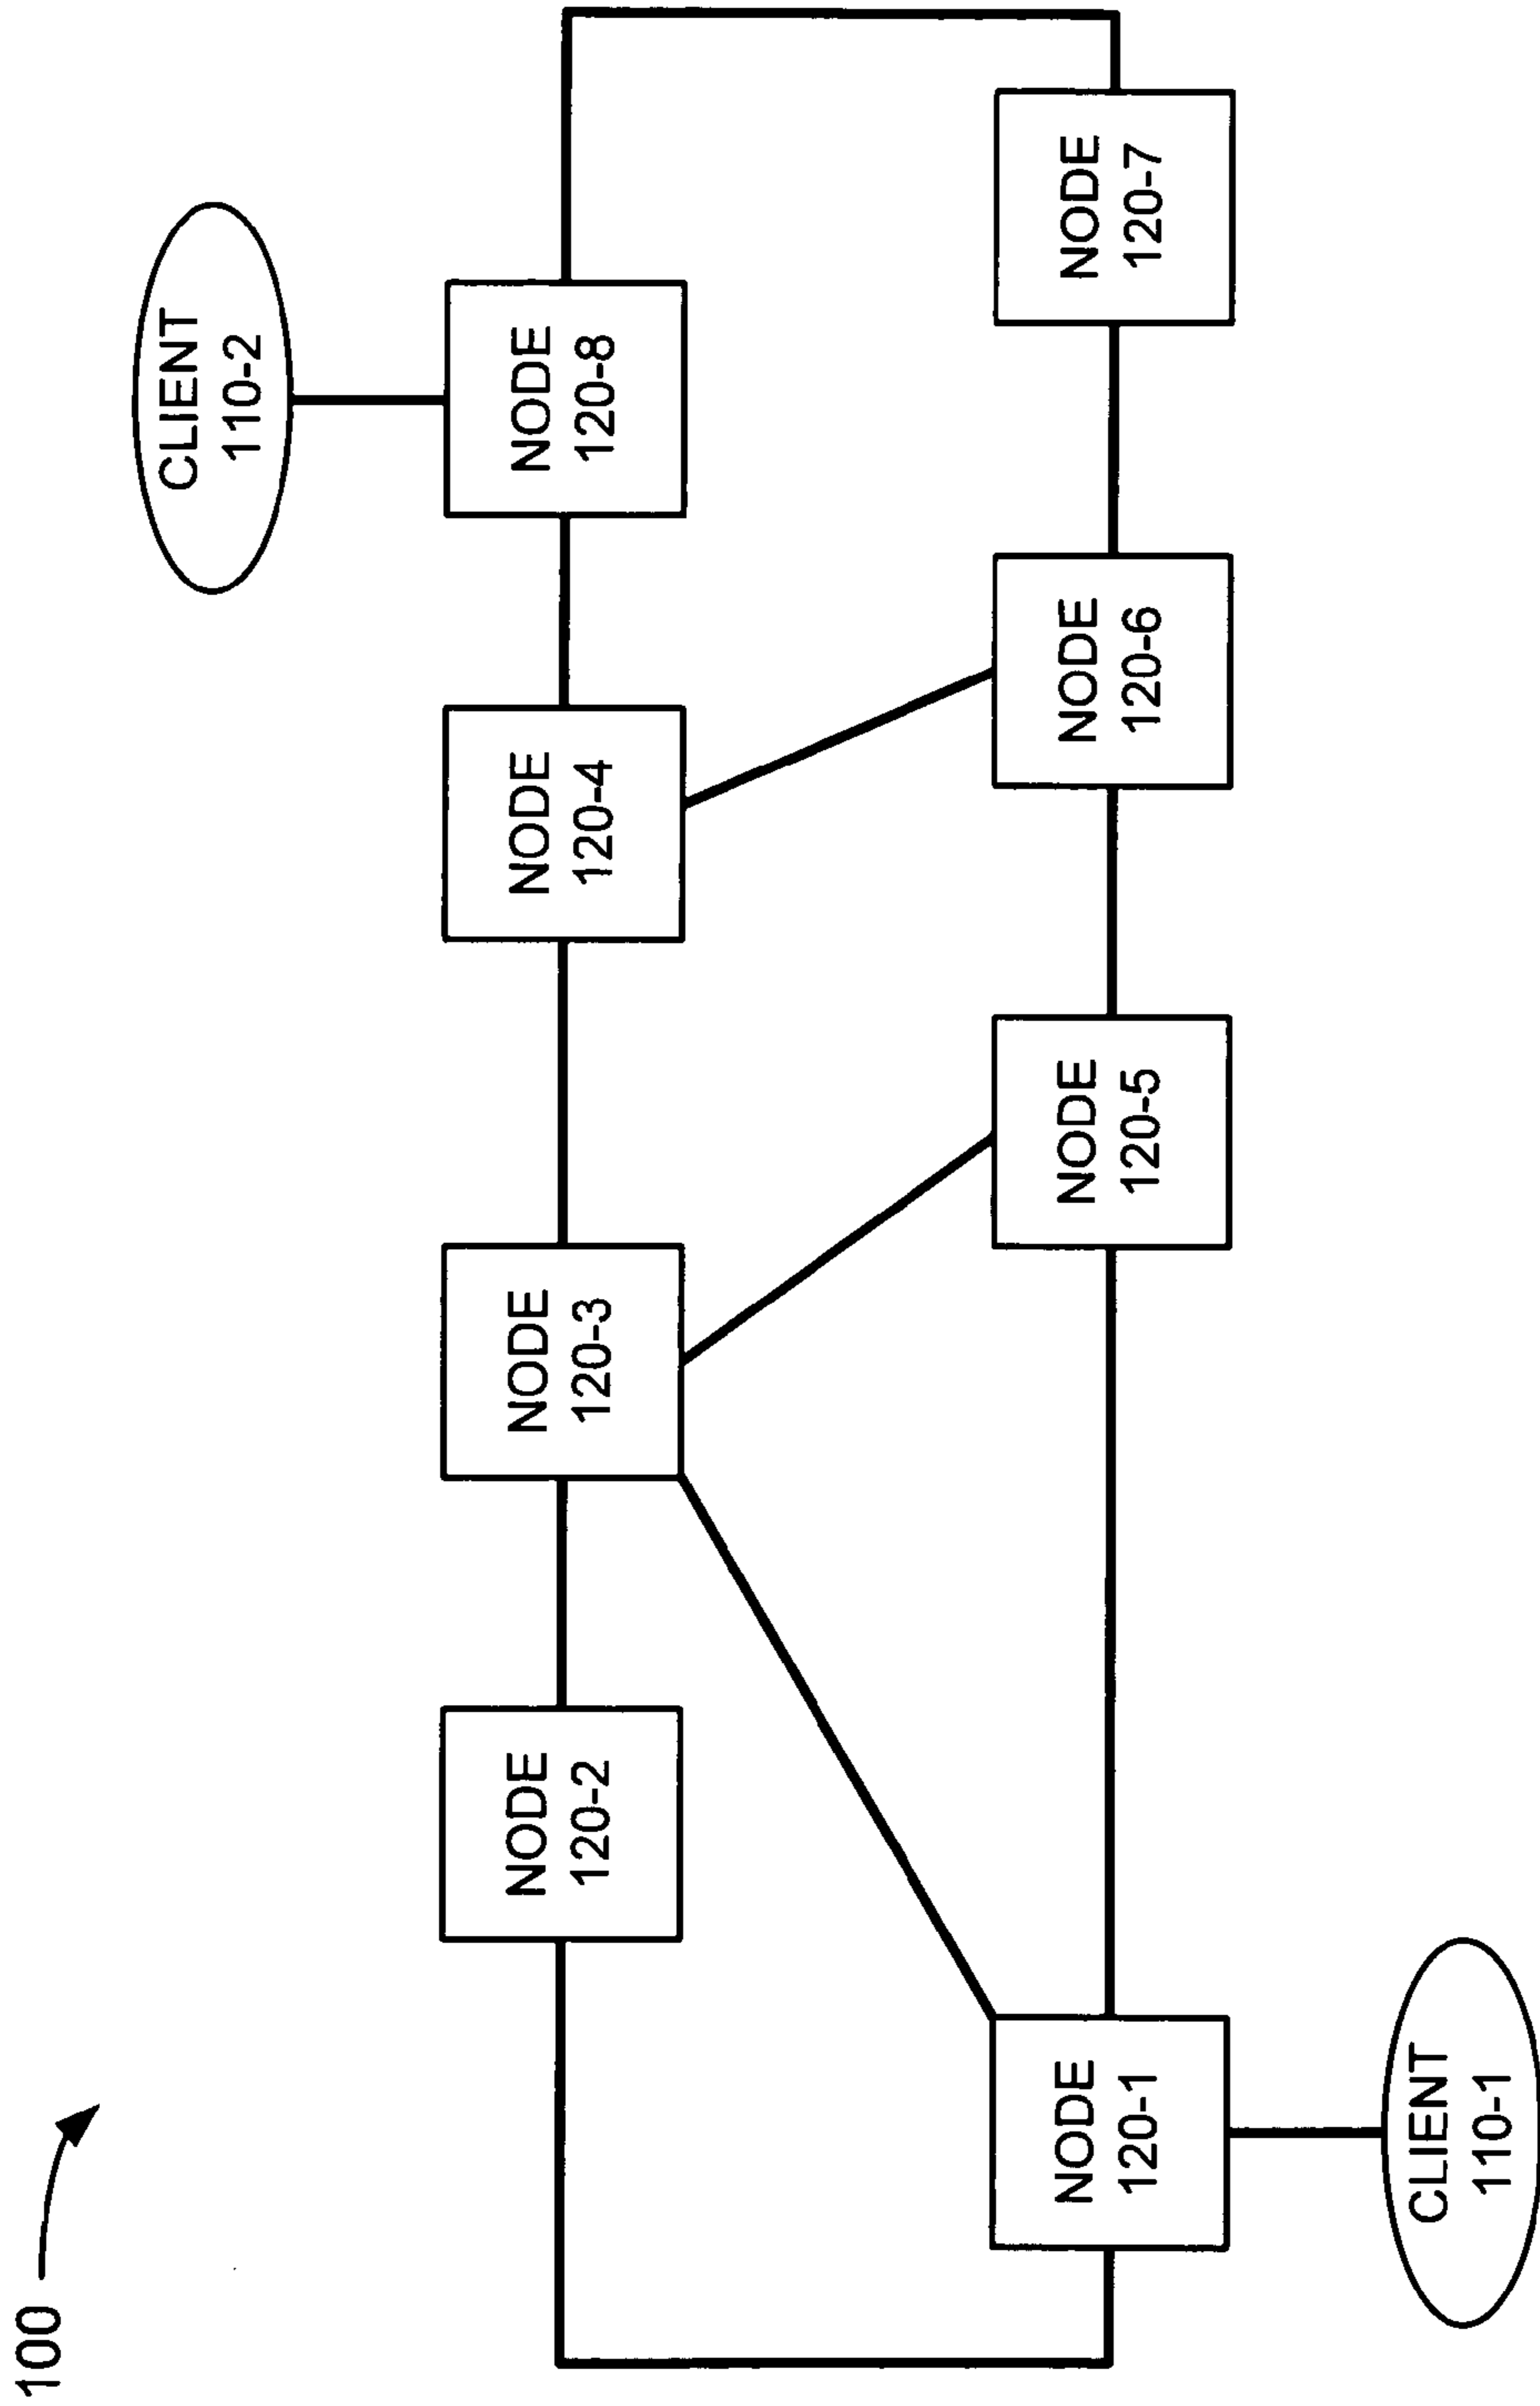 100
CLIENT
110-2
NODE
120-2
NODE
120-3
NODE
120-4
NODE
120-8
NODE
120-1
NODE
120-5
NODE
120-6
NODE
120-7
CLIENT
110-1